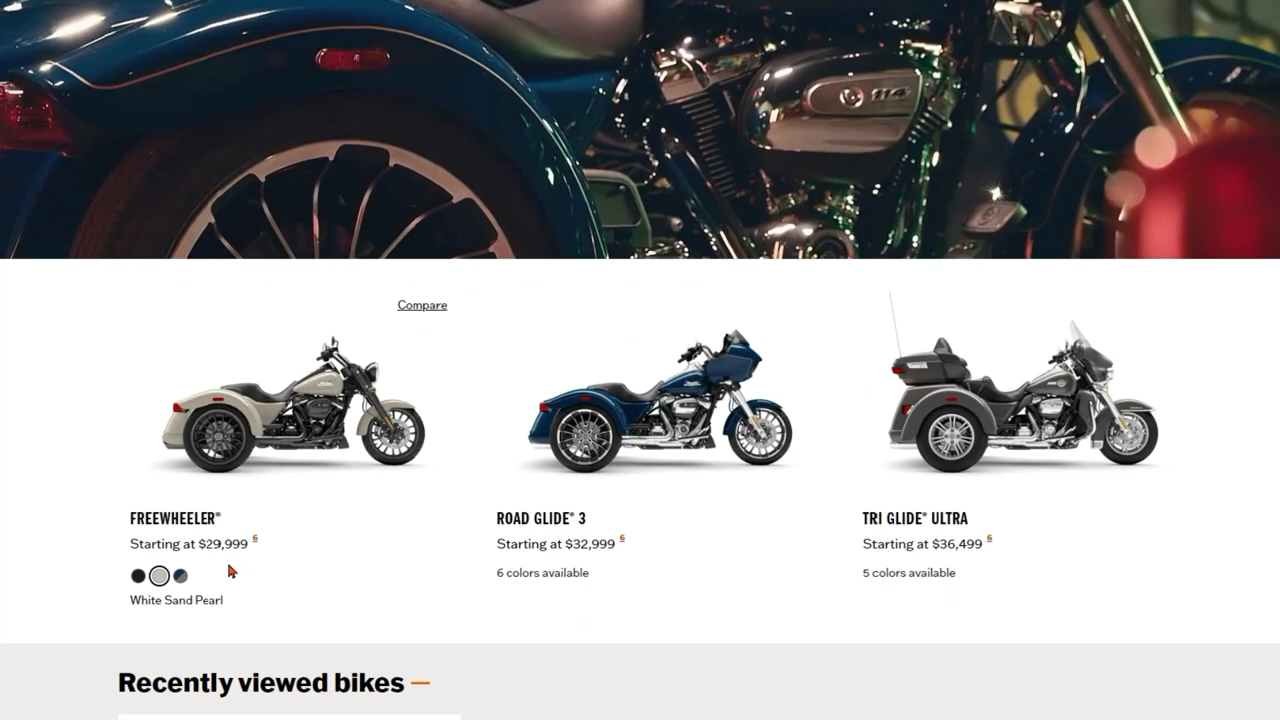 114
Compare
FREEWHEELER®
Starting at $29,999 6
White Sand Pearl
ROAD GLIDE® 3
Starting at $32,999 6
6 colors available
TRI GLIDE® ULTRA
Starting at $36,499 6
5 colors available
Recently viewed bikes